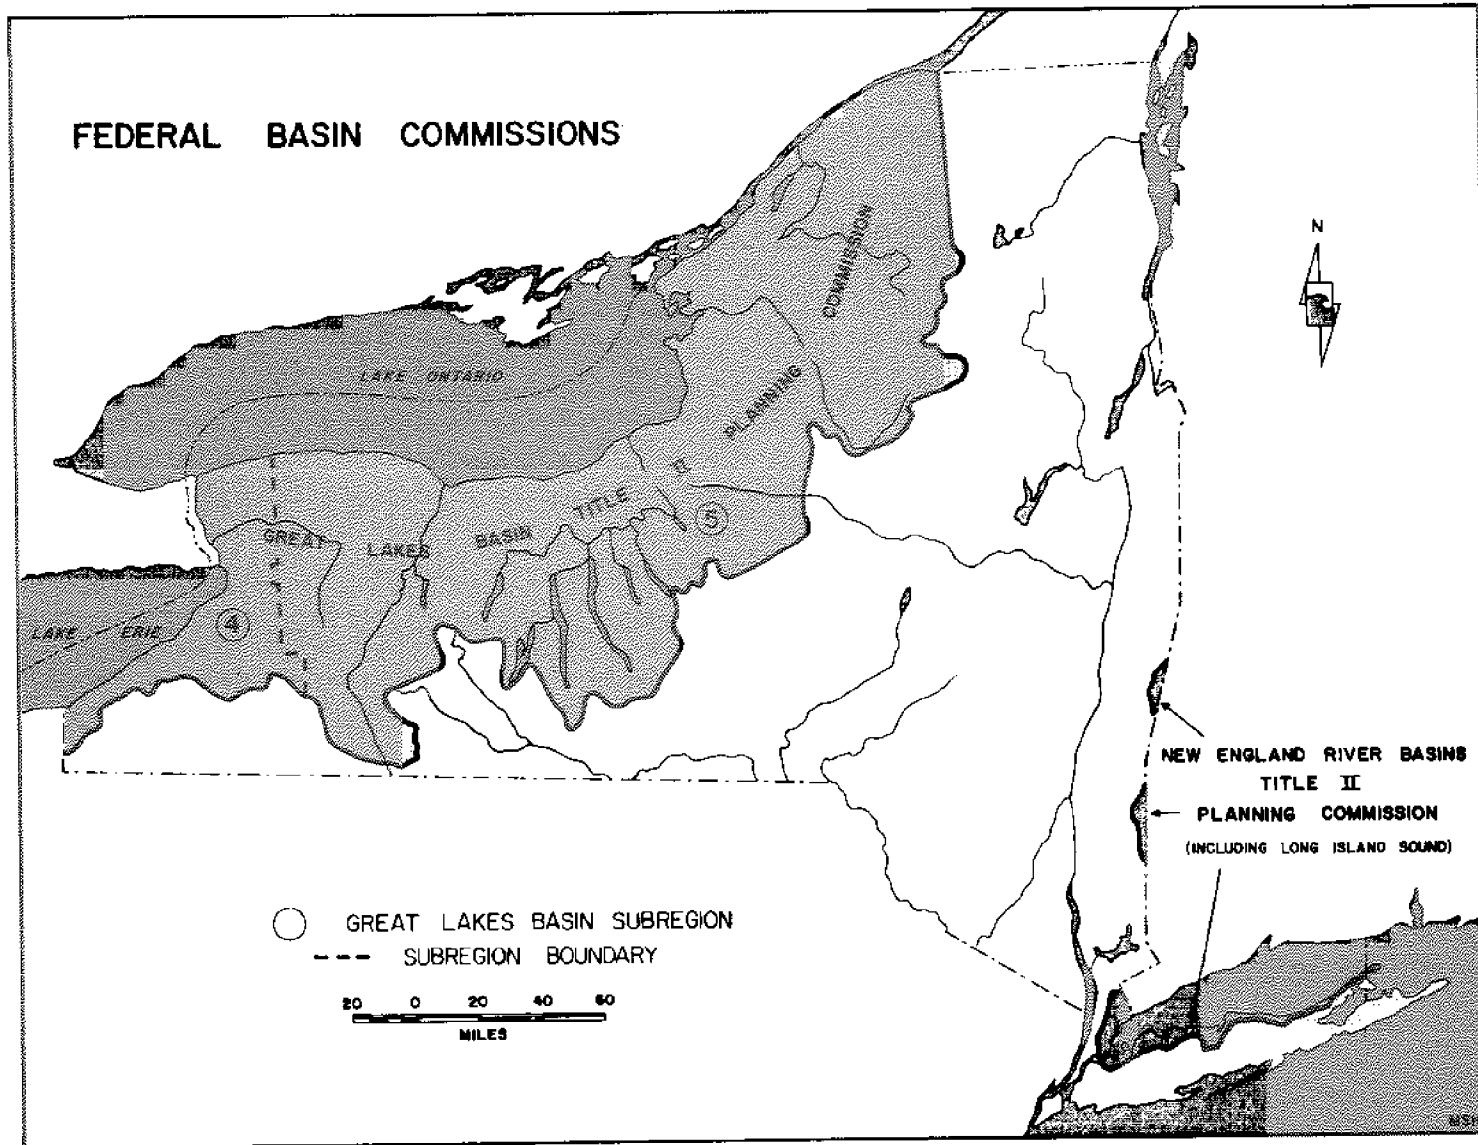 FEDERAL BASIN COMMISSIONS
N
LAKE ONTARIO
GREAT LAKES BASIN TITLE PLANNING COMMISSION
5
4
LAKE ERIE
NEW ENGLAND RIVER BASINS
TITLE II
PLANNING COMMISSION
(INCLUDING LONG ISLAND SOUND)
GREAT LAKES BASIN SUBREGION
SUBREGION BOUNDARY
20 0 20 40 60
MILES